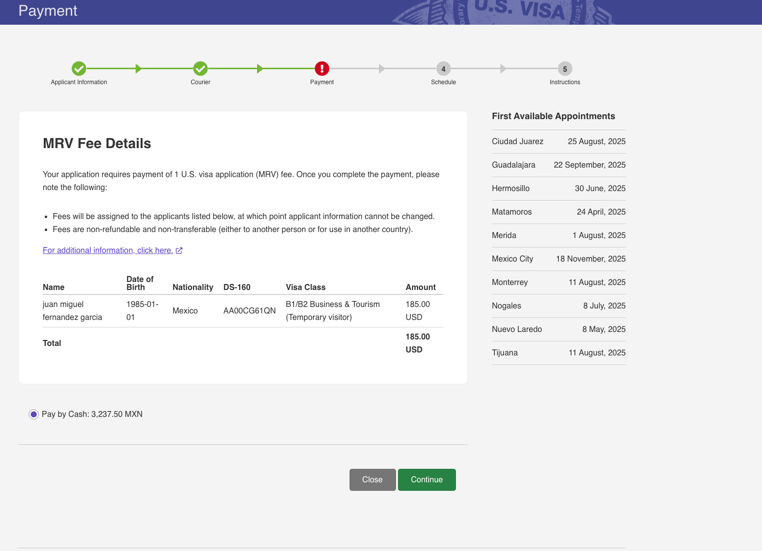 Payment
U.S. VISA
Applicant Information
Courier
Payment
4
Schedule
5
Instructions
MRV Fee Details
Your application requires payment of 1 U.S. visa application (MRV) fee. Once you complete the payment, please
note the following:
• Fees will be assigned to the applicants listed below, at which point applicant information cannot be changed.
• Fees are non-refundable and non-transferable (either to another person or for use in another country).
For additional information, click here.
Name Date of Birth Nationality DS-160 Visa Class Amount
juan miguel fernandez garcia 1985-01-01 Mexico AA00CG61QN B1/B2 Business & Tourism (Temporary visitor) 185.00 USD
Total 185.00 USD
Pay by Cash: 3,237.50 MXN
Close Continue
First Available Appointments
Ciudad Juarez 25 August, 2025
Guadalajara 22 September, 2025
Hermosillo 30 June, 2025
Matamoros 24 April, 2025
Merida 1 August, 2025
Mexico City 18 November, 2025
Monterrey 11 August, 2025
Nogales 8 July, 2025
Nuevo Laredo 8 May, 2025
Tijuana 11 August, 2025